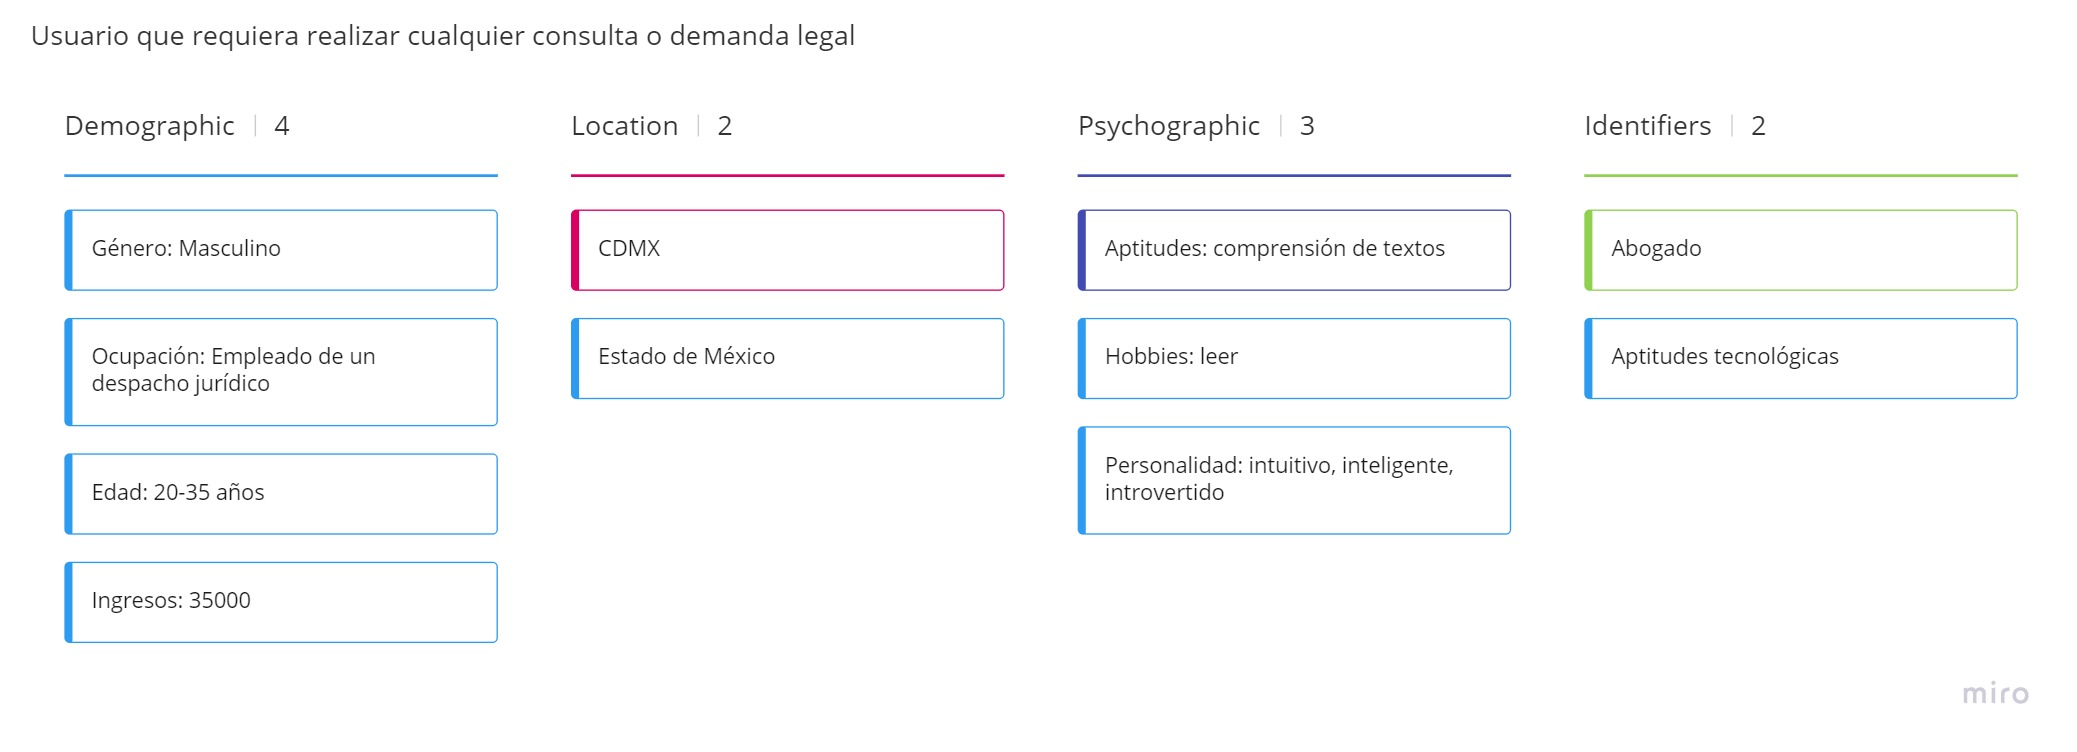 Usuario que requiera realizar cualquier consulta o demanda legal
Demographic | 4
Género: Masculino
Ocupación: Empleado de un
despacho jurídico
Edad: 20-35 años
Ingresos: 35000
Location | 2
CDMX
Estado de México
Psychographic | 3
Aptitudes: comprensión de textos
Hobbies: leer
Personalidad: intuitivo, inteligente,
introvertido
Identifiers | 2
Abogado
Aptitudes tecnológicas
miro